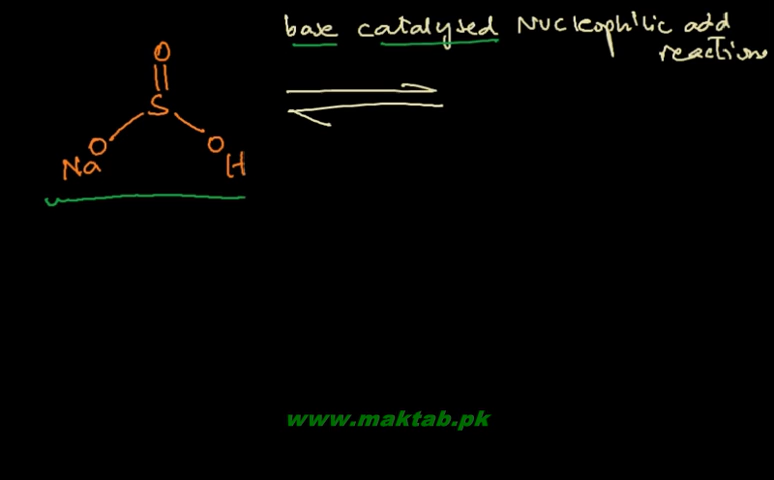 base catalysed Nucleophilic add
reactions
O
S
O
O
Na
H
www.maktab.pk